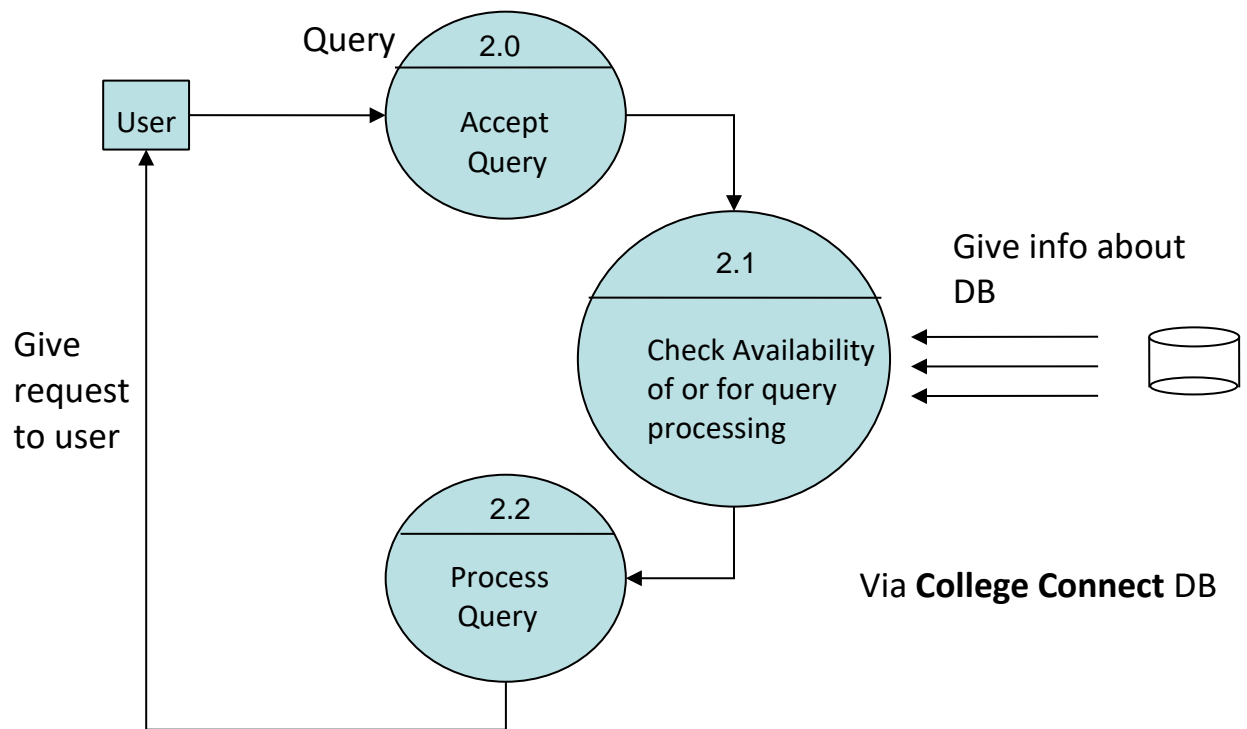 Query
2.0
User
Accept
Query
2.1
Give info about
DB
Check Availability
of or for query
processing
Give
request
to user
2.2
Process
Query
Via College Connect DB